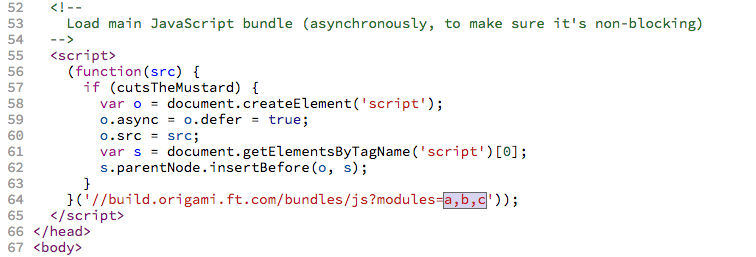 52 <!--
53 Load main JavaScript bundle (asynchronously, to make sure it's non-blocking)
54 -->
55 <script>
56 (function(src) {
57 if (cutsTheMustard) {
58 var o = document.createElement('script');
59 o.async = o.defer = true;
60 o.src = src;
61 var s = document.getElementsByTagName('script')[0];
62 s.parentNode.insertBefore(o, s);
63 }
64 }('//build.origami.ft.com/bundles/js?modules=a,b,c'));
65 </script>
66 </head>
67 <body>